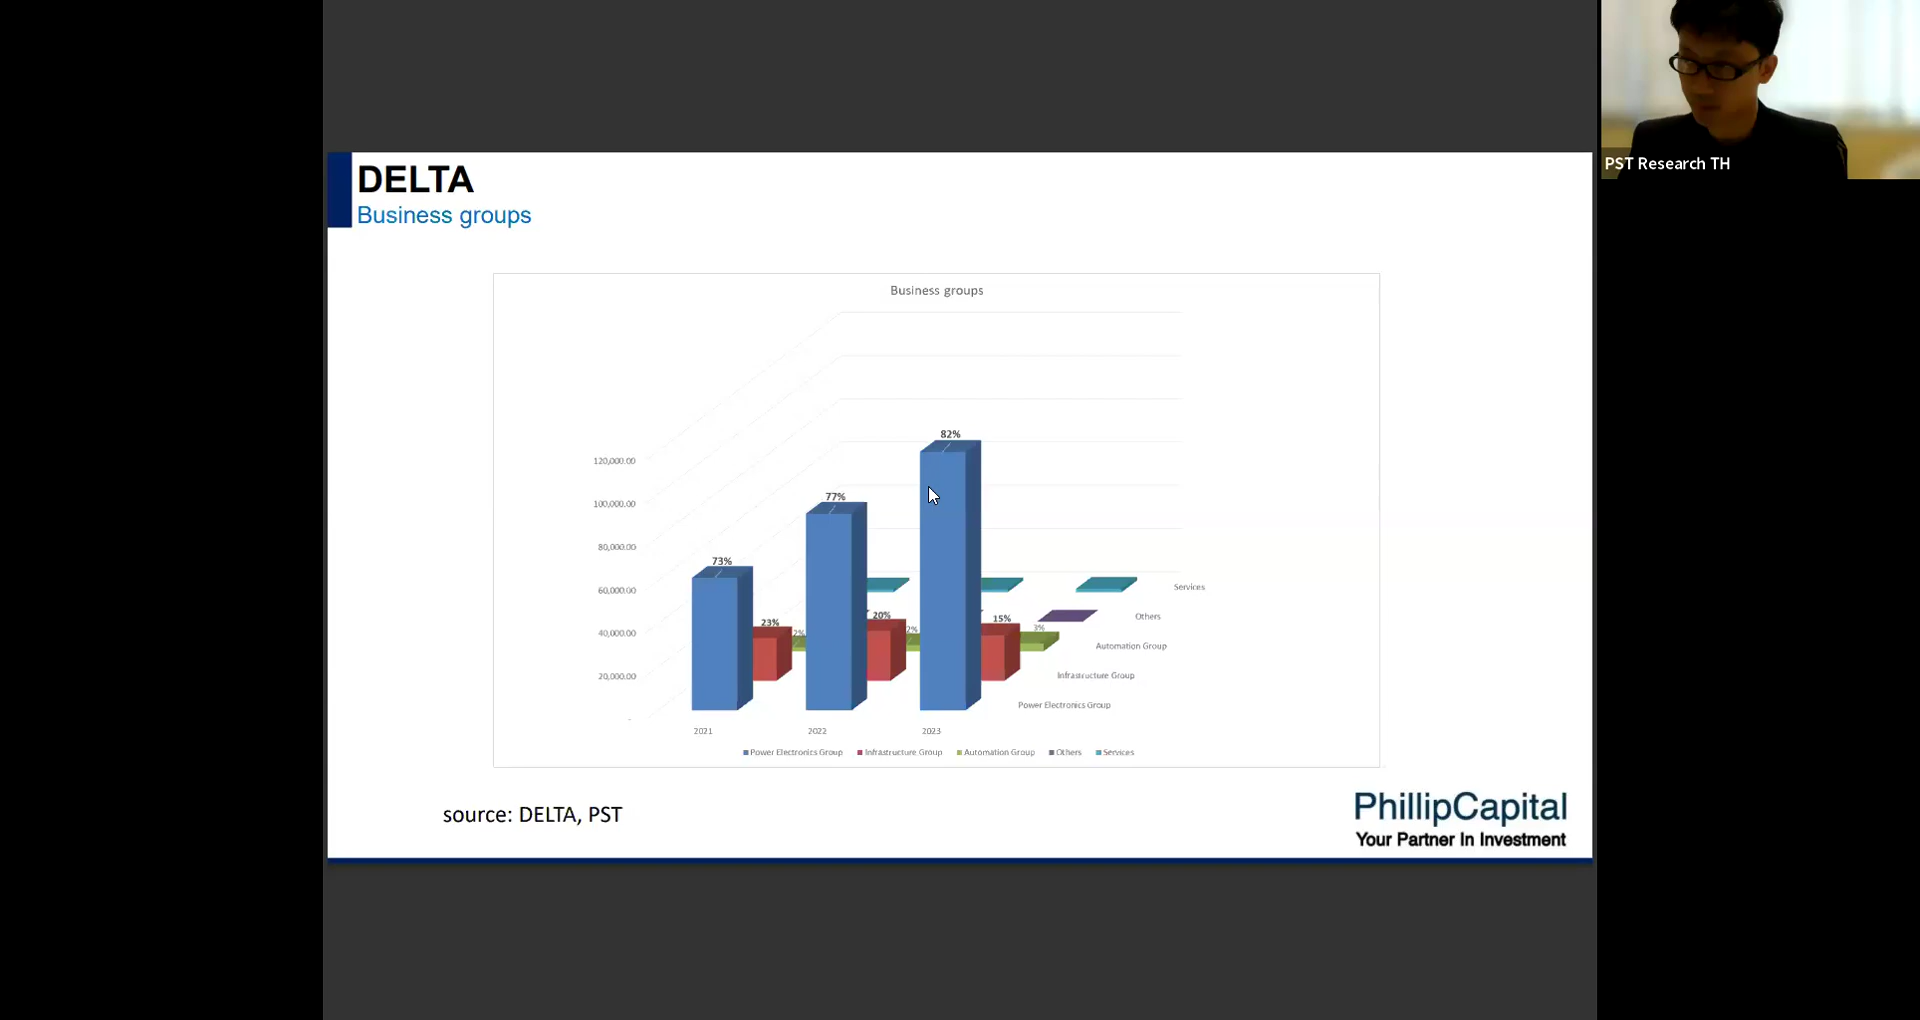 PST Research TH
DELTA
Business groups
Business groups
120,000.00
100,000.00
80,000.00
60,000.00
40,000.00
20,000.00
-
73%
77%
82%
23%
2%
20%
2%
15%
3%
Services
Others
Automation Group
Infrastructure Group
Power Electronics Group
2021
2022
2023
Power Electronics Group
Infrastructure Group
Automation Group
Others
Services
source: DELTA, PST
PhillipCapital
Your Partner In Investment